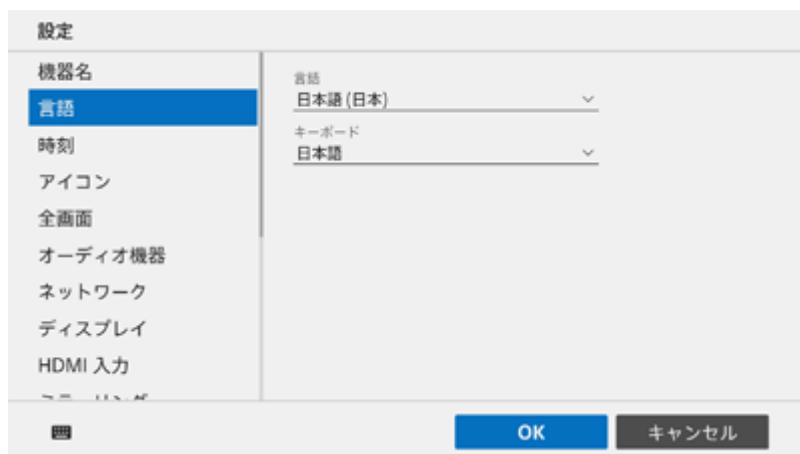 設定
機器名
言語
時刻
アイコン
全画面
オーディオ機器
ネットワーク
ディスプレイ
HDMI 入力
言語
日本語 (日本)
キーボード
日本語
OK
キャンセル